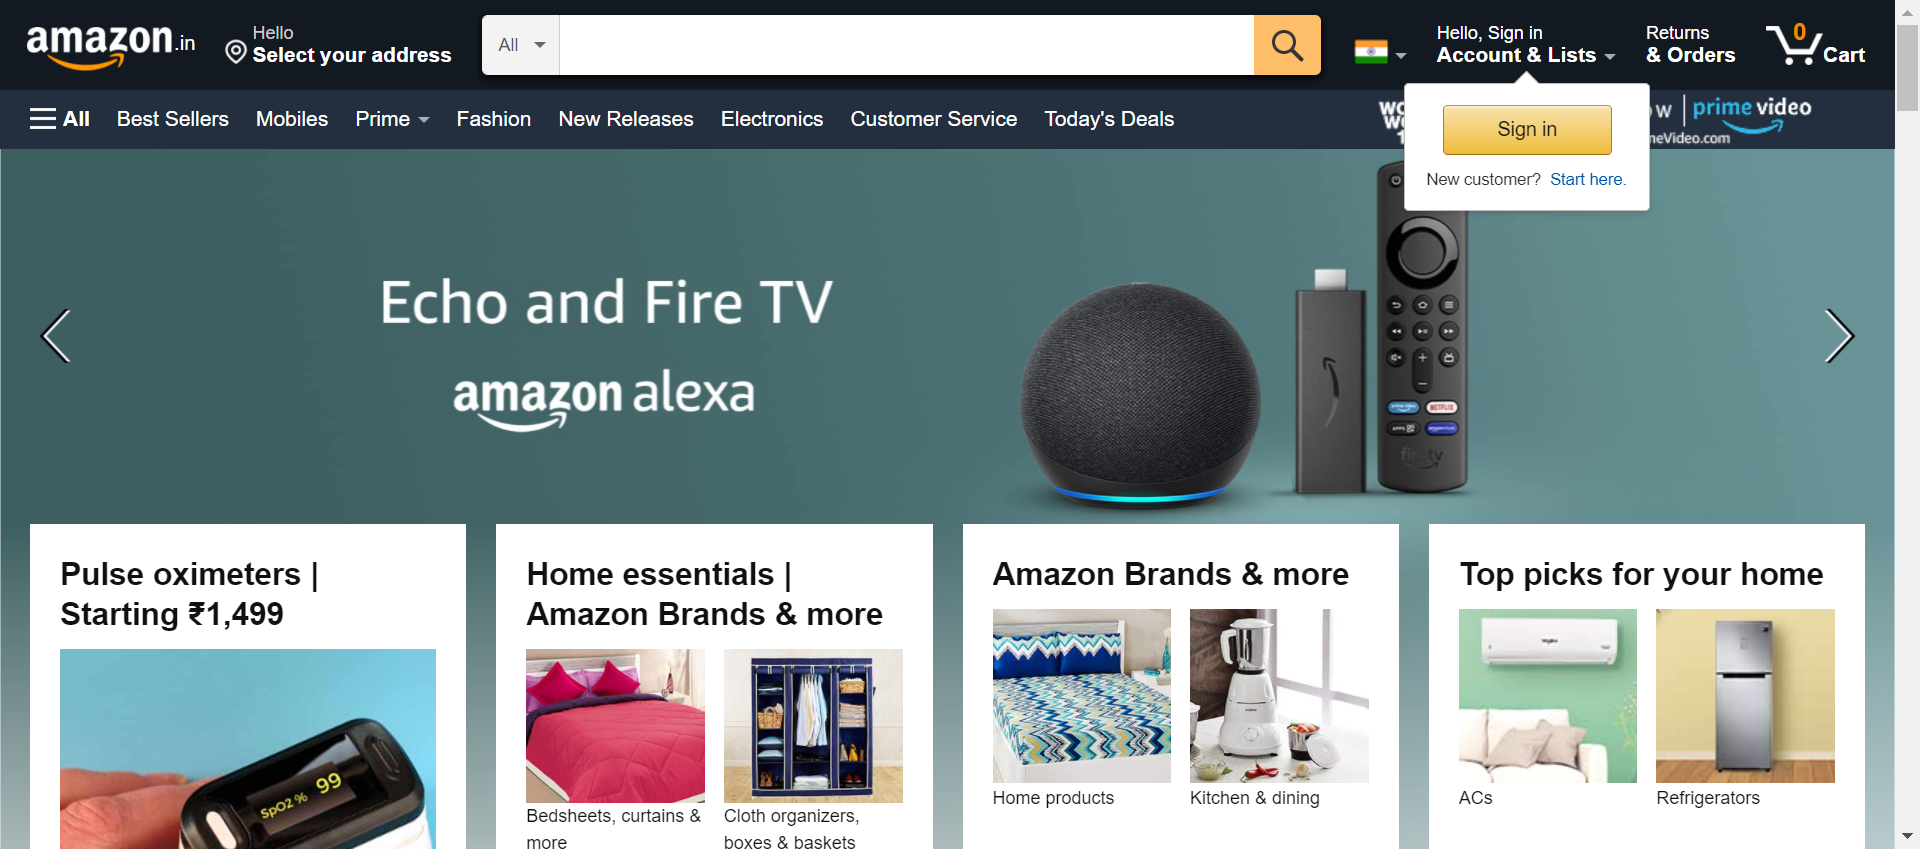 amazon.in
Hello
Select your address
All
Hello, Sign in
Account & Lists
Returns
& Orders
0
Cart
All
Best Sellers
Mobiles
Prime
Fashion
New Releases
Electronics
Customer Service
Today's Deals
prime video
Sign in
New customer? Start here.
Echo and Fire TV
amazon alexa
prime video
NETFLIX
APPS
fire tv
Pulse oximeters |
Starting ₹1,499
SpO2 % 99
Home essentials |
Amazon Brands & more
Bedsheets, curtains &
more
Cloth organizers,
boxes & baskets
Amazon Brands & more
Home products
Kitchen & dining
Top picks for your home
ACs
Refrigerators